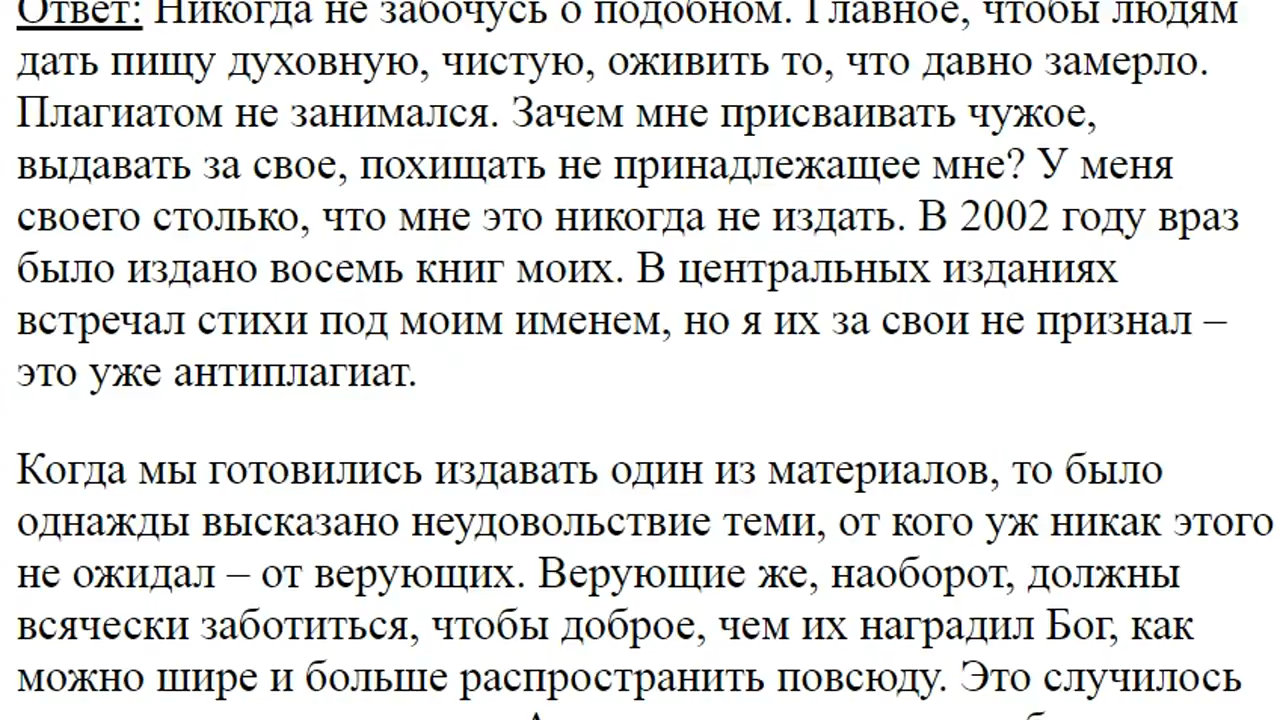 Ответ: Никогда не забочусь о подобном. Главное, чтобы людям
дать пищу духовную, чистую, оживить то, что давно замерло.
Плагиатом не занимался. Зачем мне присваивать чужое,
выдавать за свое, похищать не принадлежащее мне? У меня
своего столько, что мне это никогда не издать. В 2002 году враз
было издано восемь книг моих. В центральных изданиях
встречал стихи под моим именем, но я их за свои не признал –
это уже антиплагиат.
Когда мы готовились издавать один из материалов, то было
однажды высказано неудовольствие теми, от кого уж никак этого
не ожидал – от верующих. Верующие же, наоборот, должны
всячески заботиться, чтобы доброе, чем их наградил Бог, как
можно шире и больше распространить повсюду. Это случилось